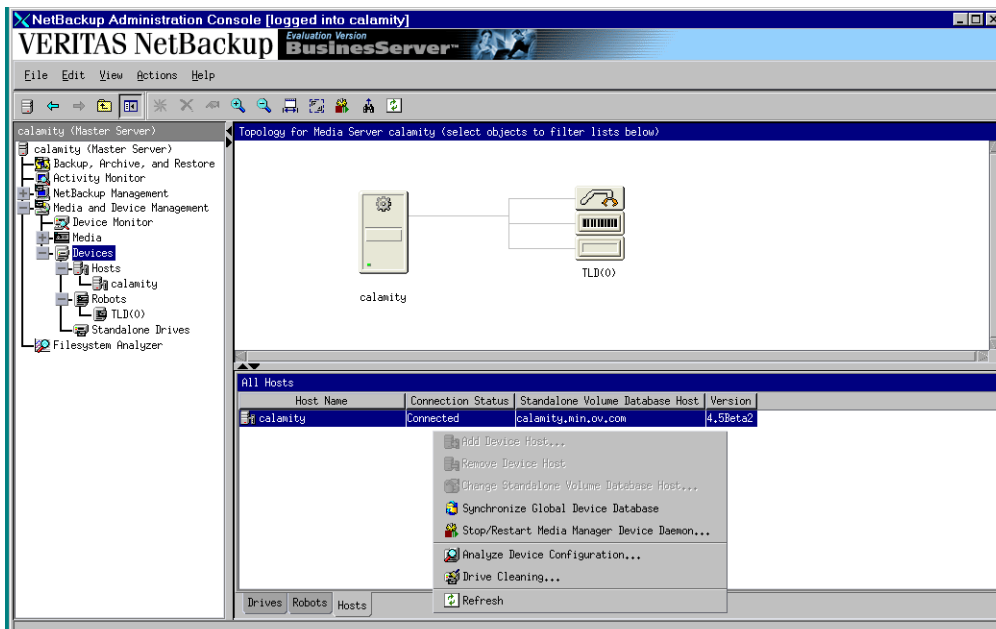 NetBackup Administration Console [logged into calamity]
VERITAS NetBackup Evaluation Version BusinesServer™
File Edit View Actions Help
calamity (Master Server)
Topology for Media Server calamity (select objects to filter lists below)
calamity (Master Server)
Backup, Archive, and Restore
Activity Monitor
NetBackup Management
Media and Device Management
Device Monitor
Media
Devices
Hosts
calamity
Robots
TLD(0)
Standalone Drives
Filesystem Analyzer
calamity
TLD(0)
All Hosts
Host Name Connection Status Standalone Volume Database Host Version
calamity Connected calamity.min.ov.com 4.5Beta2
Add Device Host...
Remove Device Host
Change Standalone Volume Database Host...
Synchronize Global Device Database
Stop/Restart Media Manager Device Daemon...
Analyze Device Configuration...
Drive Cleaning...
Refresh
Drives Robots Hosts